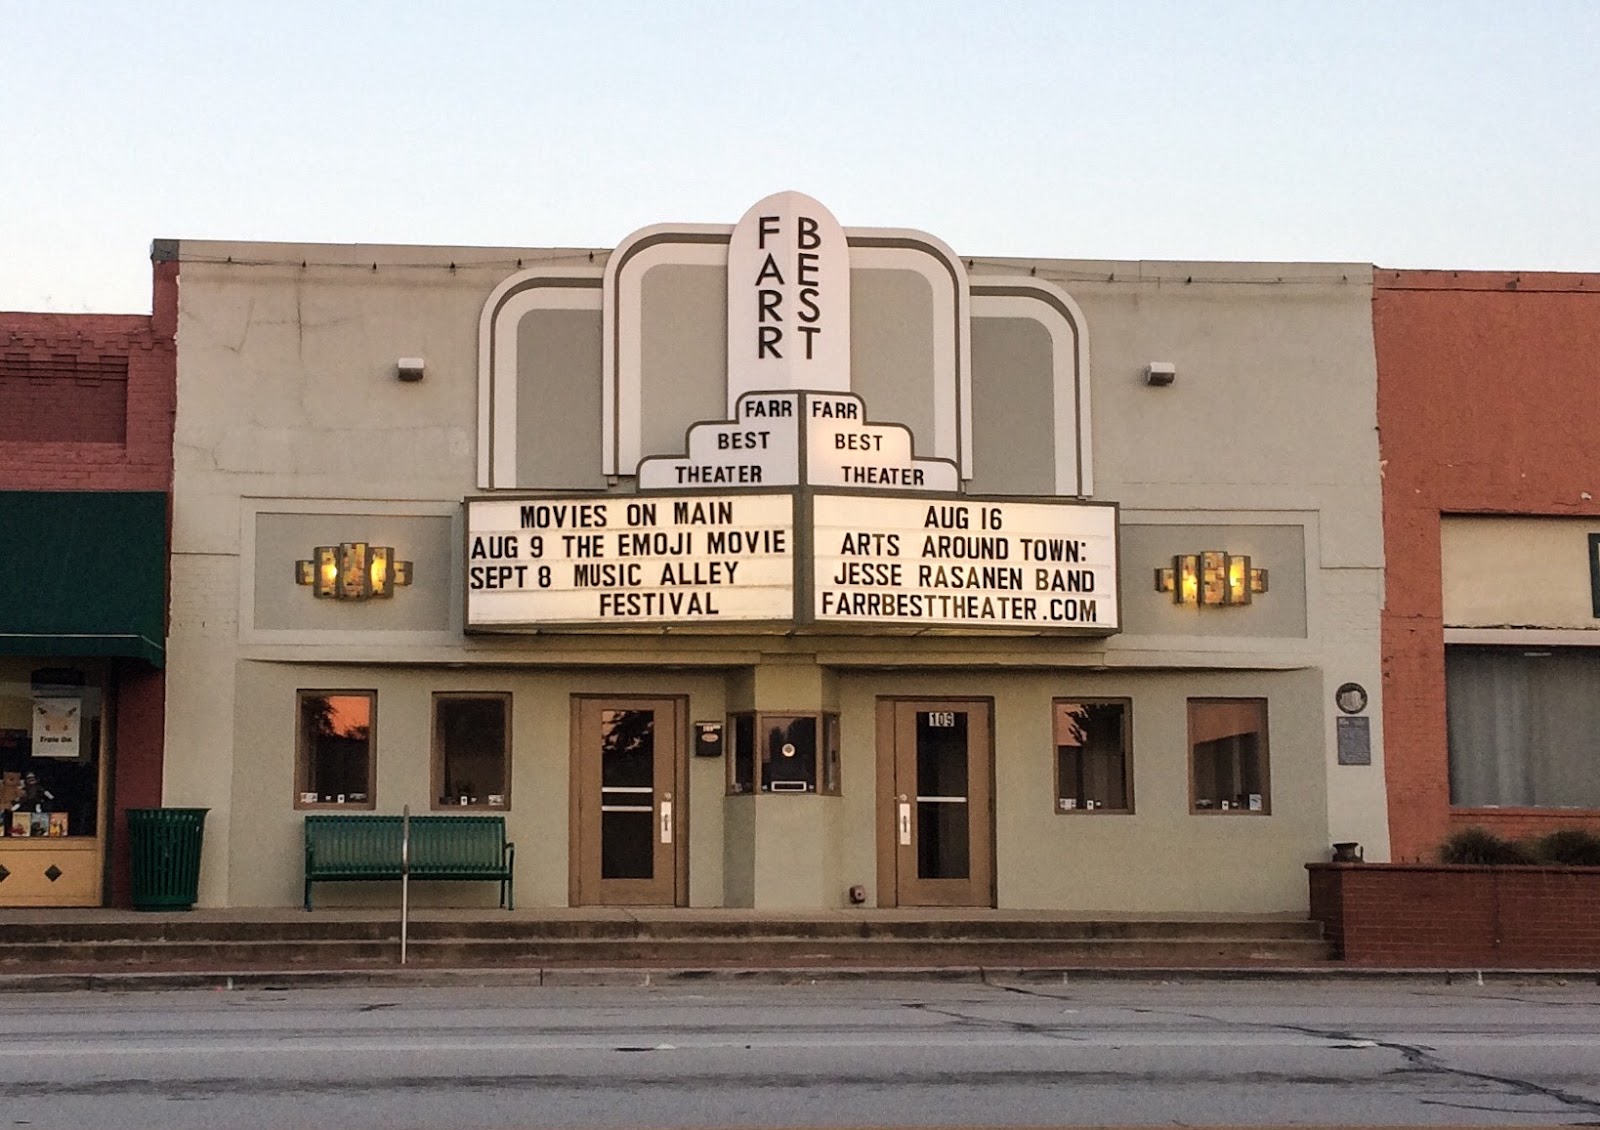 FARR
BEST
FARR
BEST
THEATER
FARR
BEST
THEATER
MOVIES ON MAIN
AUG 9 THE EMOJI MOVIE
SEPT 8 MUSIC ALLEY
FESTIVAL
AUG 16
ARTS AROUND TOWN:
JESSE RASANEN BAND
FARRBESTTHEATER.COM
109